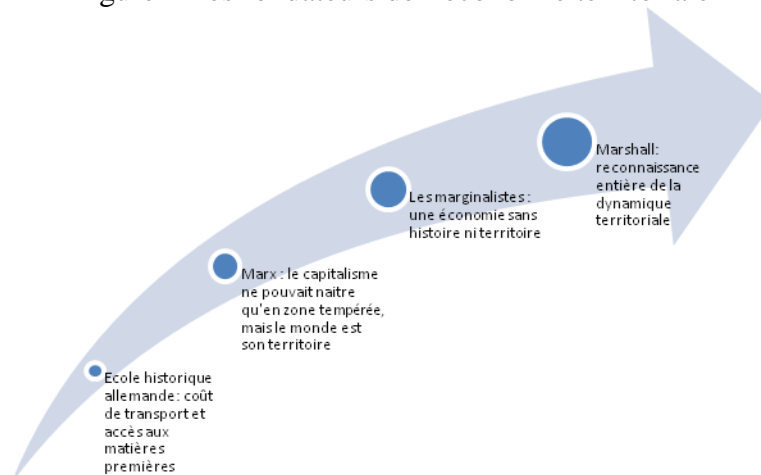 Marshall:
reconnaissance
entière de la
dynamique
territoriale
Les marginalistes :
une économie sans
histoire ni territoire
Marx : le capitalisme
ne pouvait naitre
qu'en zone tempérée,
mais le monde est
son territoire
Ecole historique
allemande : coût
de transport et
accès aux
matières
premières